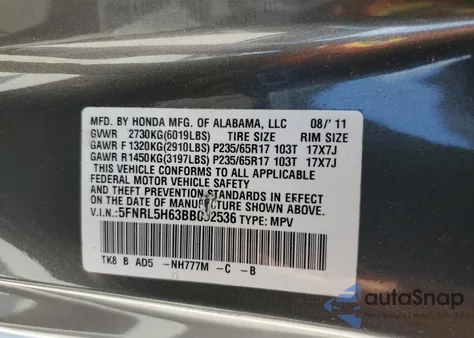 MFD. BY HONDA MFG. OF ALABAMA, LLC 08/'11
GVWR 2730KG(6019LBS) TIRE SIZE RIM SIZE
GAWR F 1320KG(2910LBS) P235/65R17 103T 17X7J
GAWR R1450KG(3197LBS) P235/65R17 103T 17X7J
THIS VEHICLE CONFORMS TO ALL APPLICABLE
FEDERAL MOTOR VEHICLE SAFETY
AND THEFT PREVENTION STANDARDS IN EFFECT
ON THE DATE OF MANUFACTURE SHOWN ABOVE.
V.I.N.: TYPE: MPV
TK8 B AD5 -NH777M -C -B
autoSnap